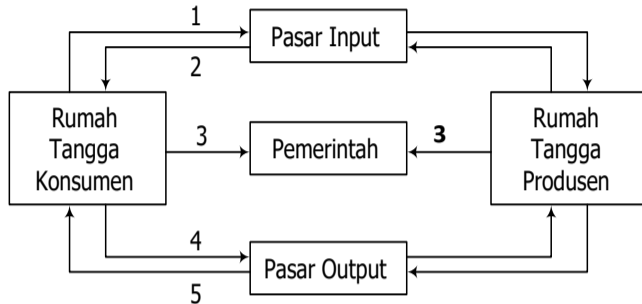 1
Pasar Input
2
Rumah
Tangga
Konsumen
3
Pemerintah
3
Rumah
Tangga
Produsen
4
Pasar Output
5